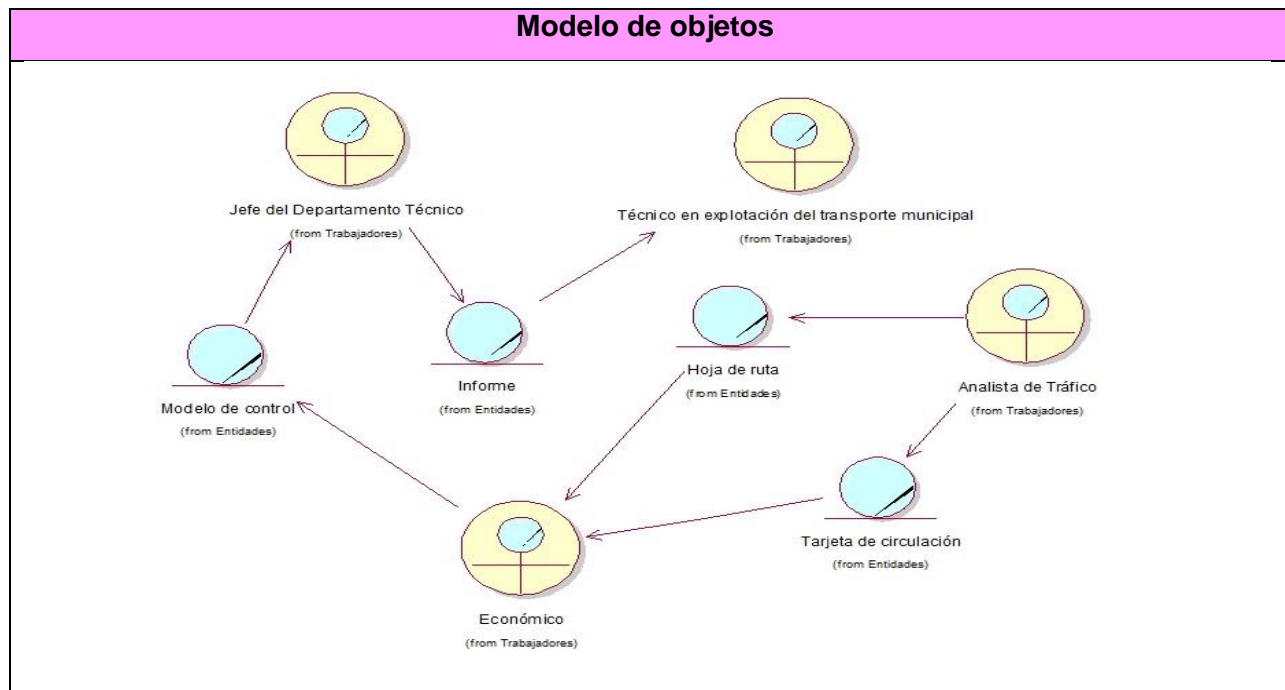 Modelo de objetos
Jefe del Departamento Técnico
(from Trabajadores)
Técnico en explotación del transporte municipal
(from Trabajadores)
Modelo de control
(from Entidades)
Informe
(from Entidades)
Hoja de ruta
(from Entidades)
Analista de Tráfico
(from Trabajadores)
Tarjeta de circulación
(from Entidades)
Económico
(from Trabajadores)